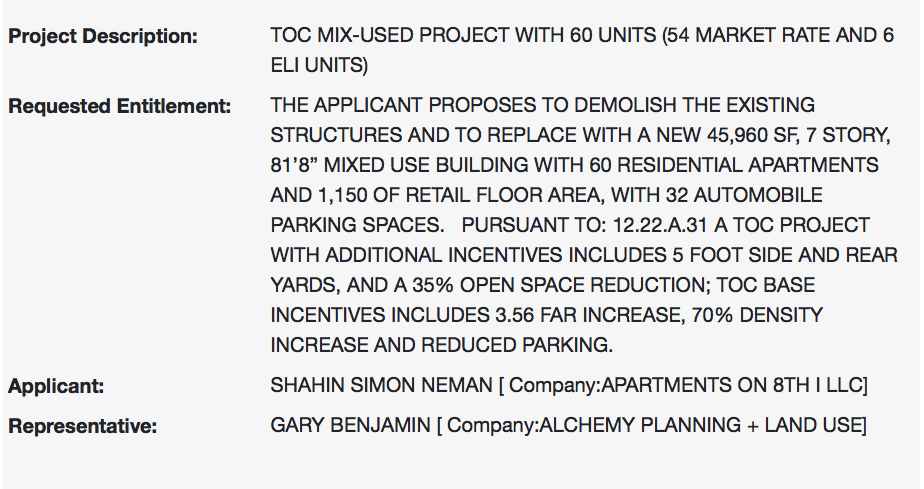 Project Description: TOC MIX-USED PROJECT WITH 60 UNITS (54 MARKET RATE AND 6
ELI UNITS)
Requested Entitlement: THE APPLICANT PROPOSES TO DEMOLISH THE EXISTING
STRUCTURES AND TO REPLACE WITH A NEW 45,960 SF, 7 STORY,
81’8” MIXED USE BUILDING WITH 60 RESIDENTIAL APARTMENTS
AND 1,150 OF RETAIL FLOOR AREA, WITH 32 AUTOMOBILE
PARKING SPACES. PURSUANT TO: 12.22.A.31 A TOC PROJECT
WITH ADDITIONAL INCENTIVES INCLUDES 5 FOOT SIDE AND REAR
YARDS, AND A 35% OPEN SPACE REDUCTION; TOC BASE
INCENTIVES INCLUDES 3.56 FAR INCREASE, 70% DENSITY
INCREASE AND REDUCED PARKING.
Applicant: SHAHIN SIMON NEMAN [ Company:APARTMENTS ON 8TH I LLC]
Representative: GARY BENJAMIN [ Company:ALCHEMY PLANNING + LAND USE]